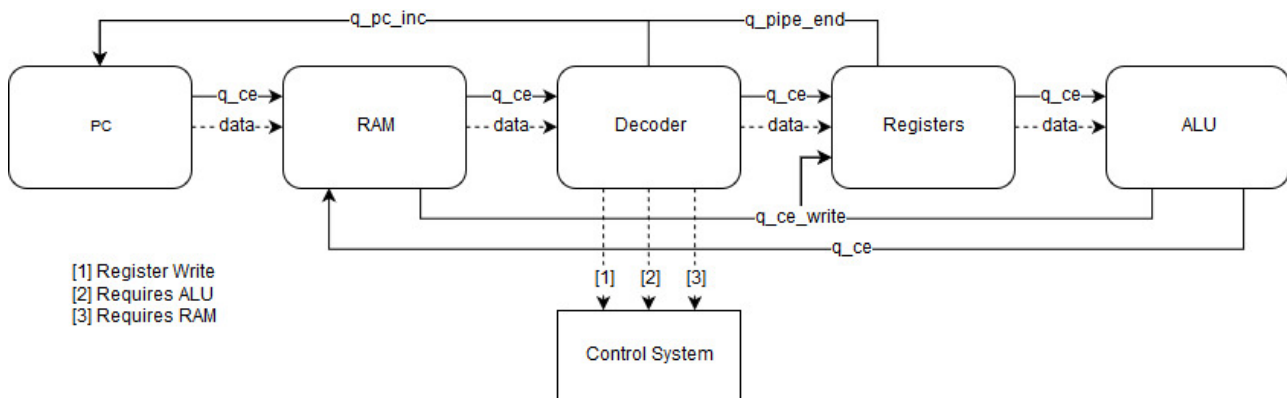 q_pc_inc
q_pipe_end
PC
q_ce
data
RAM
q_ce
data
Decoder
q_ce
data
Registers
q_ce
data
ALU
q_ce_write
q_ce
[1] Register Write
[2] Requires ALU
[3] Requires RAM
[1]
[2]
[3]
Control System